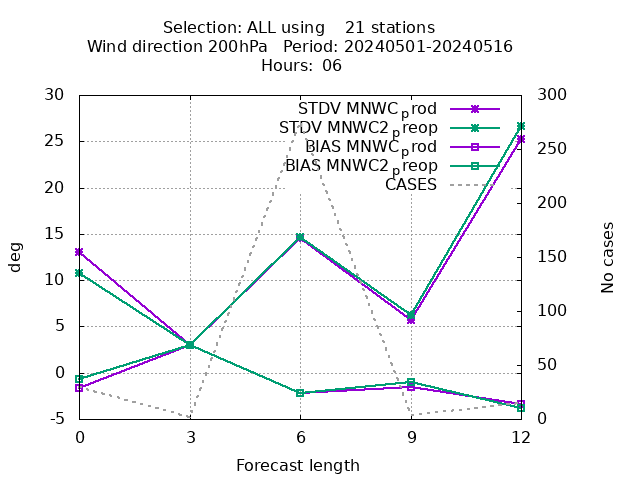 Selection: ALL using    21 stations
Wind direction 200hPa   Period: 20240501-20240516
Hours: 06
30
25
20
15
10
5
0
-5
deg
STDV MNWC_prod
STDV MNWC2_preop
BIAS MNWC_prod
BIAS MNWC2_preop
CASES
300
250
200
150
100
50
0
No cases
0 3 6 9 12
Forecast length